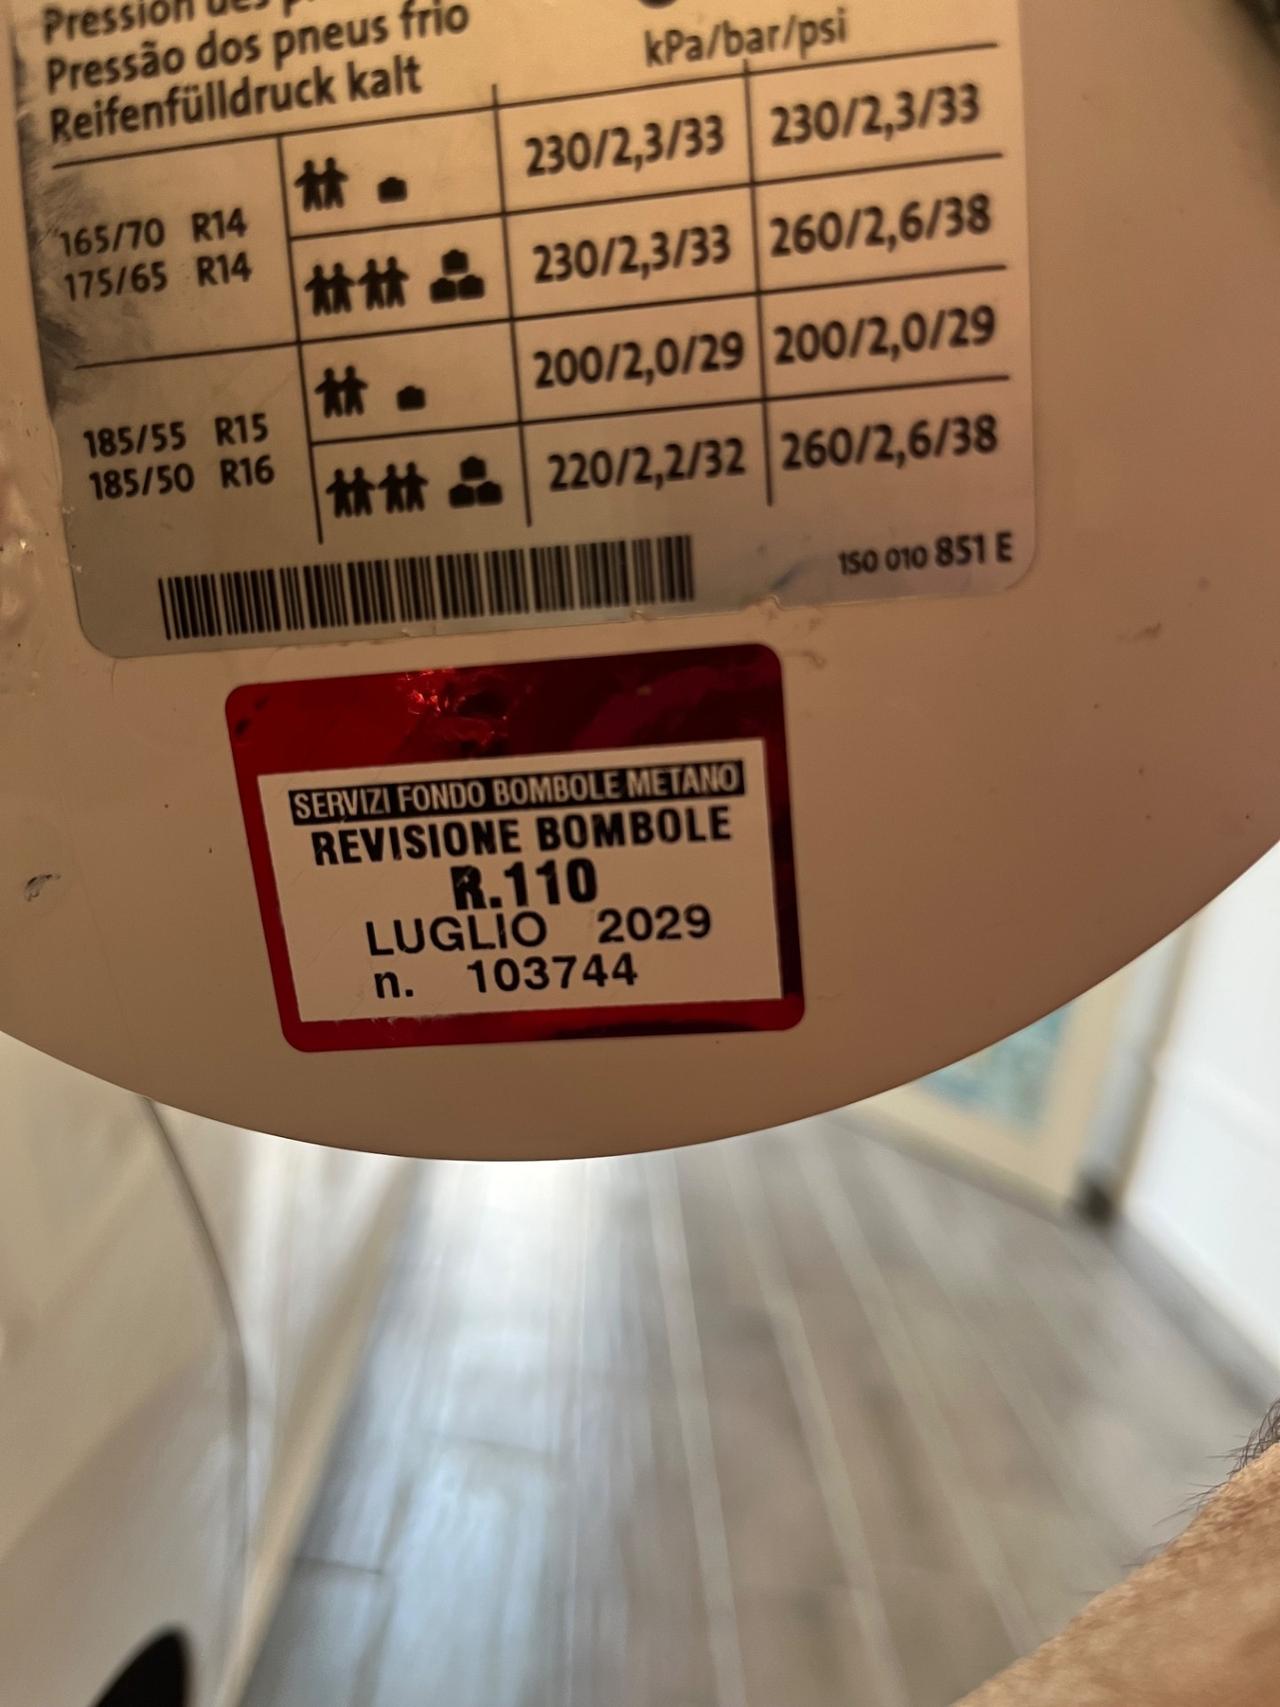 Pression des p
Pressão dos pneus frio
Reifenfülldruck kalt
kPa/bar/psi
165/70 R14
175/65 R14
230/2,3/33 230/2,3/33
230/2,3/33 260/2,6/38
185/55 R15
185/50 R16
200/2,0/29 200/2,0/29
220/2,2/32 260/2,6/38
1S0 010 851 E
SERVIZI FONDO BOMBOLE METANO
REVISIONE BOMBOLE
R.110
LUGLIO 2029
n. 103744